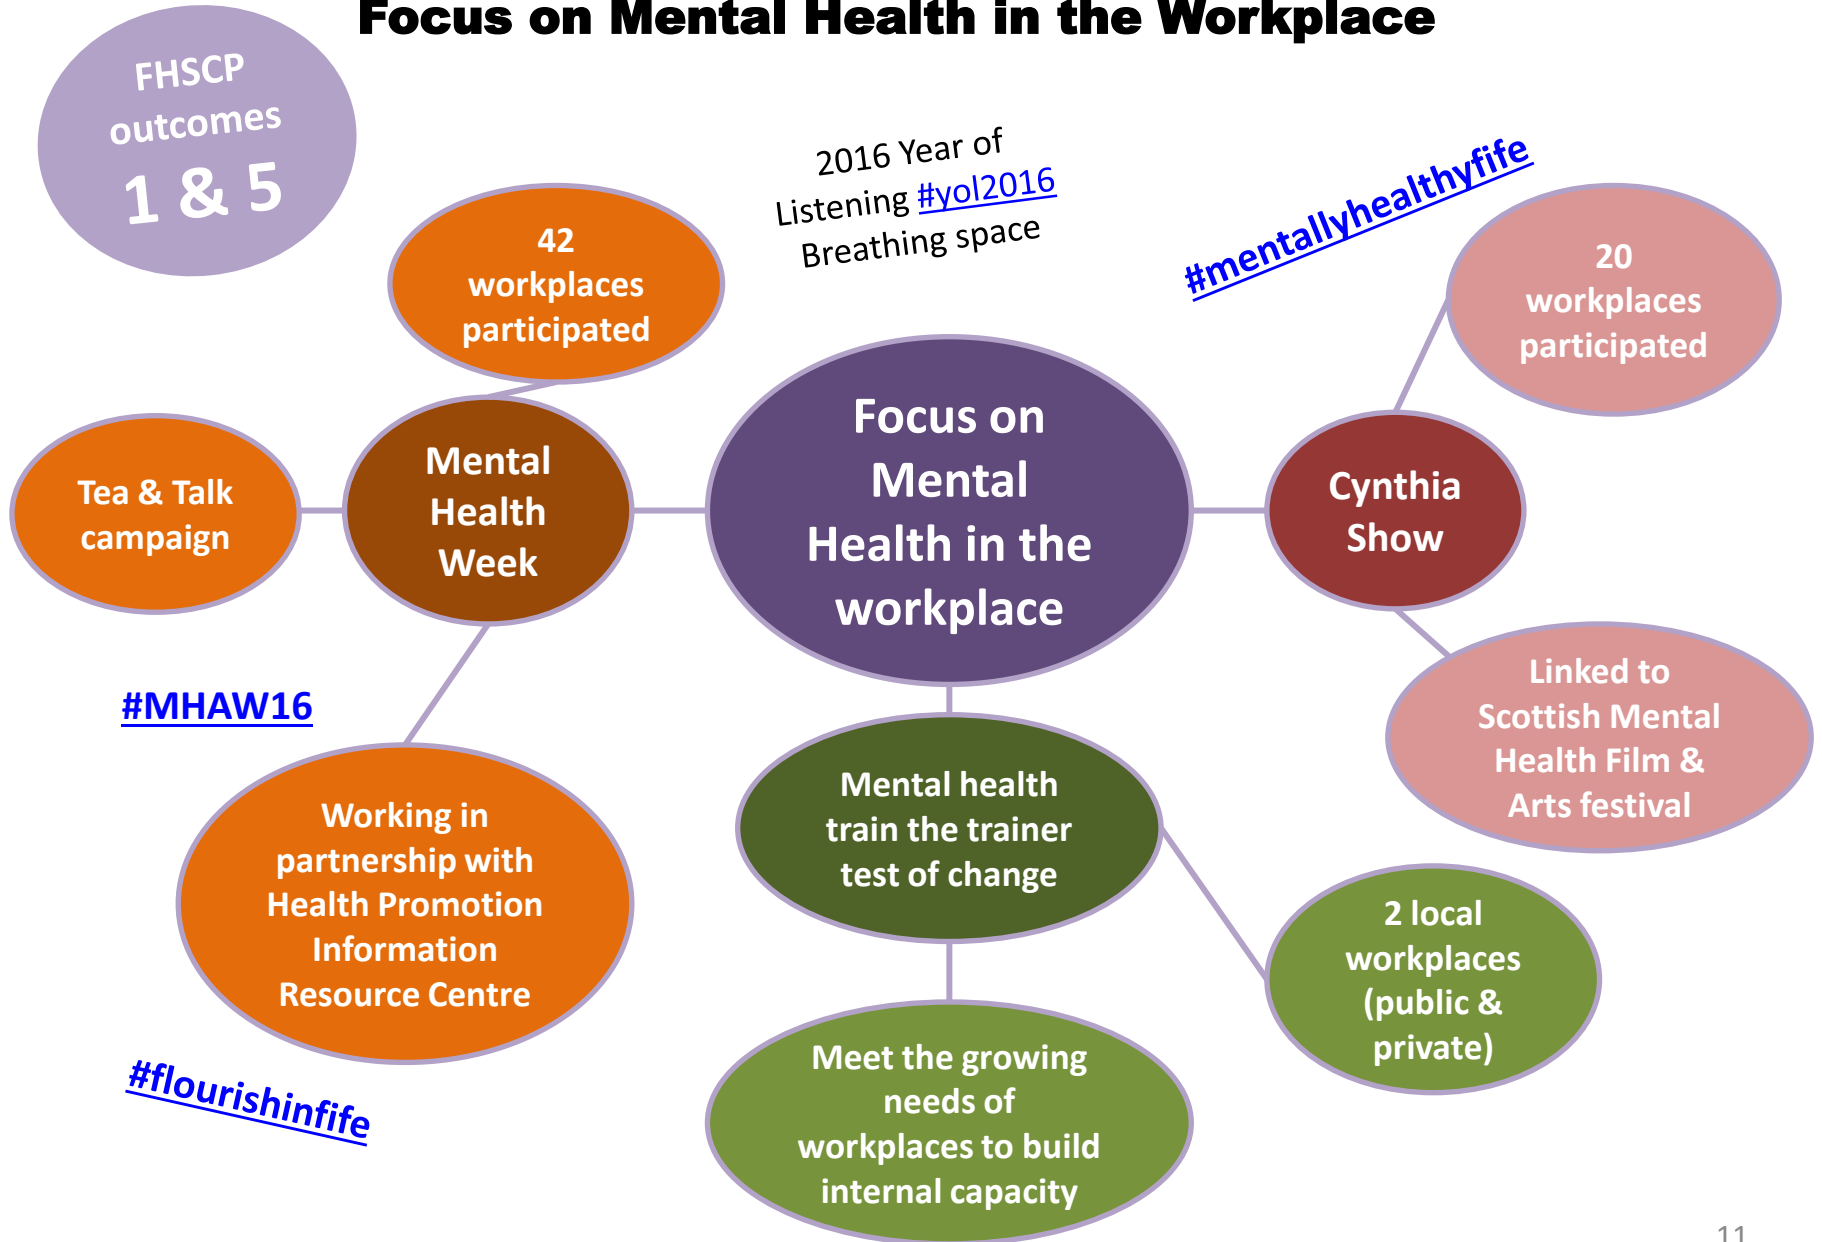 Focus on Mental Health in the Workplace
FHSCP
outcomes
1 & 5
2016 Year of
Listening #yol2016
Breathing space
#mentallyhealthyfife
42
workplaces
participated
20
workplaces
participated
Tea & Talk
campaign
Mental
Health
Week
Focus on
Mental
Health in the
workplace
Cynthia
Show
#MHAW16
Linked to
Scottish Mental
Health Film &
Arts festival
Working in
partnership with
Health Promotion
Information
Resource Centre
Mental health
train the trainer
test of change
2 local
workplaces
(public &
private)
#flourishinfife
Meet the growing
needs of
workplaces to build
internal capacity
11